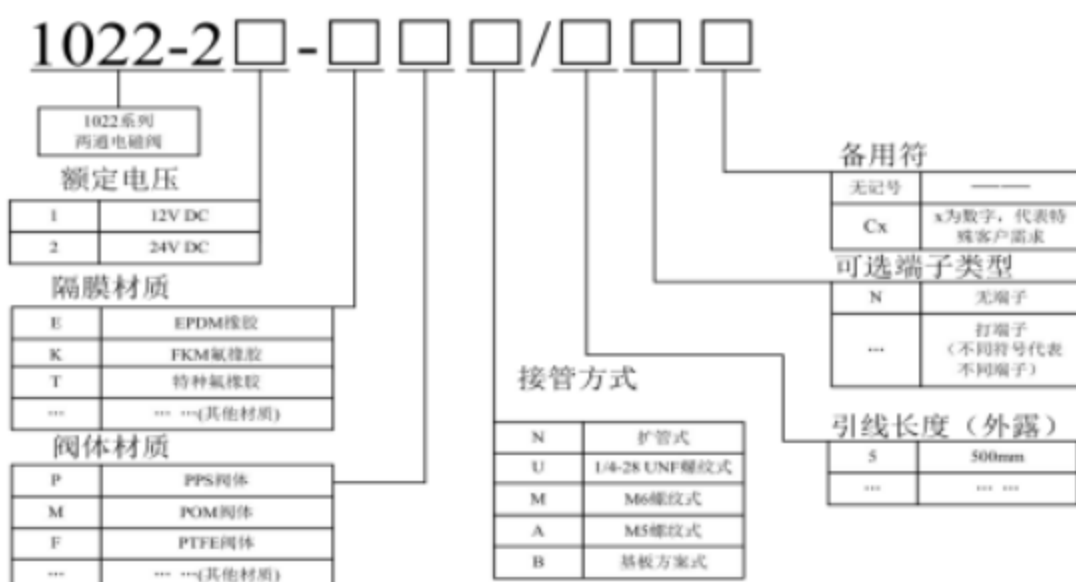 1022-2□-□□□/□□□
1022系列
两通电磁阀
额定电压
1 12V DC
2 24V DC
隔膜材质
E EPDM橡胶
K FKM氟橡胶
T 特种氟橡胶
... ... ...(其他材质)
阀体材质
P PPS阀体
M POM阀体
F PTFE阀体
... ... ...(其他材质)
接管方式
N 扩管式
U 1/4-28 UNF螺纹式
M M6螺纹式
A M5螺纹式
B 基板方案式
备用符
无记号 ———
Cx x为数字，代表特
殊客户需求
可选端子类型
N 无端子
... 打端子
（不同符号代表
不同端子）
引线长度（外露）
5 500mm
... ... ...